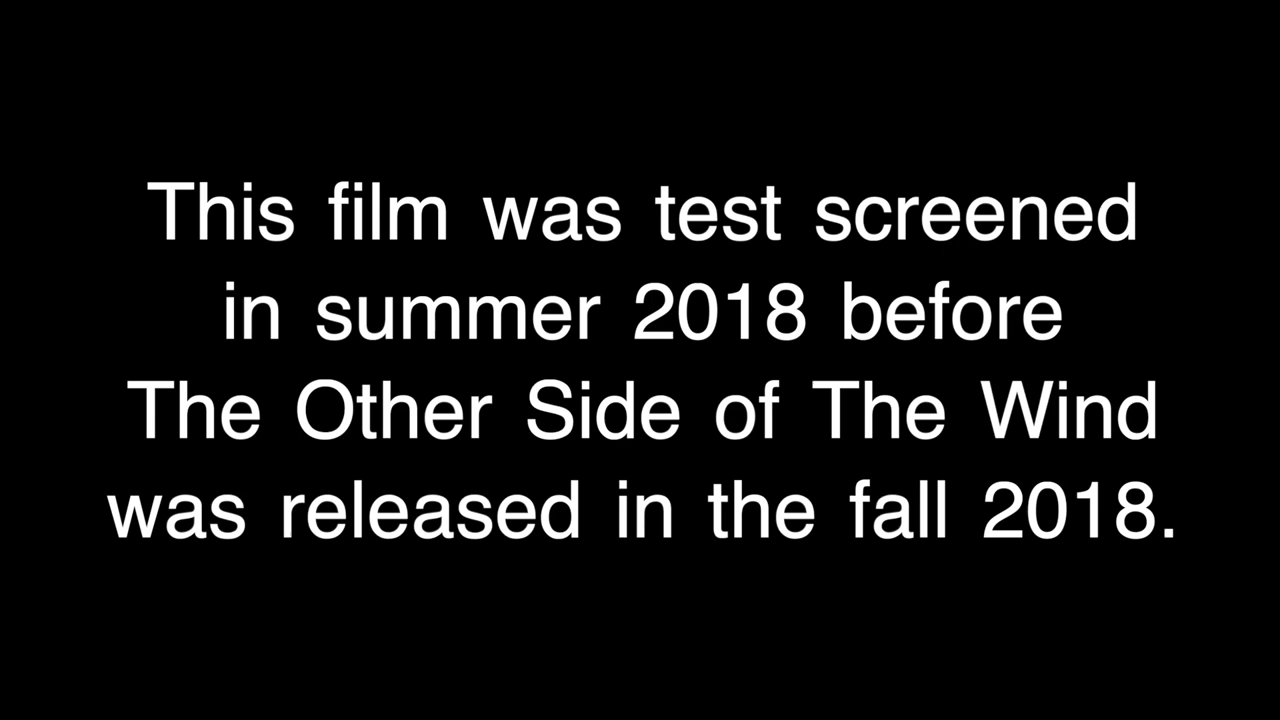 This film was test screened
in summer 2018 before
The Other Side of The Wind
was released in the fall 2018.